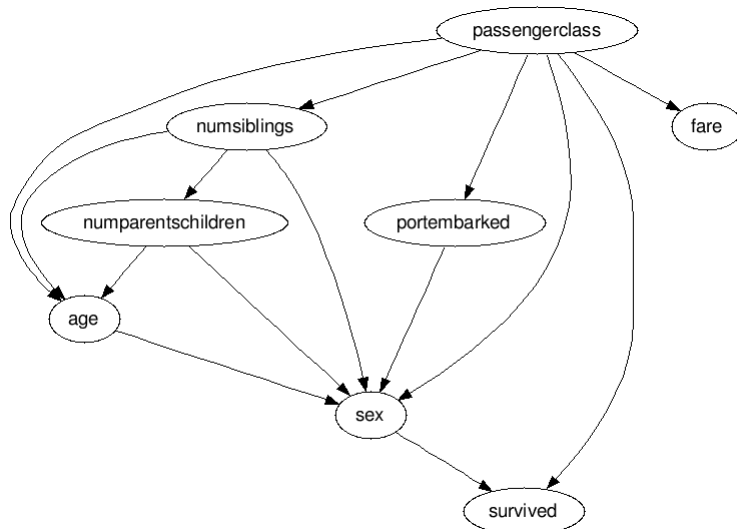 passengerclass
numsiblings
fare
numparentschildren
portembarked
age
sex
survived